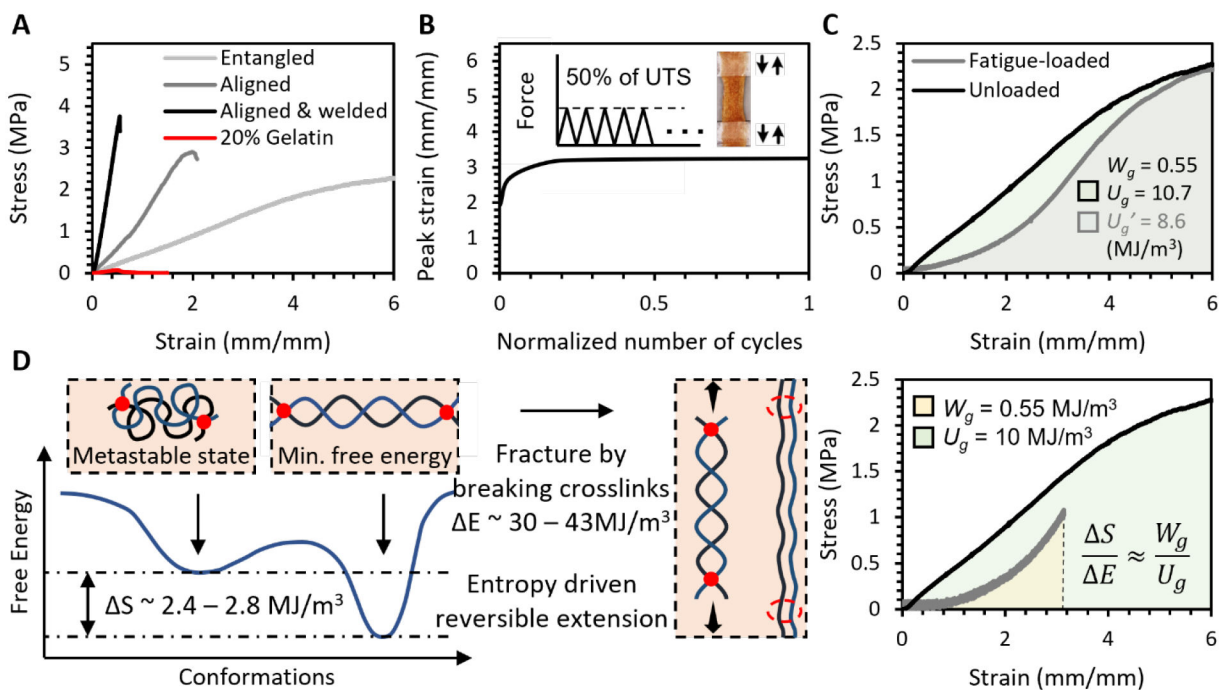 A
Stress (MPa)
5
4
3
2
1
0
0
2
4
6
Strain (mm/mm)
Entangled
Aligned
Aligned & welded
20% Gelatin
B
Peak strain (mm/mm)
6
5
4
3
2
1
0
0
0.5
1
Normalized number of cycles
Force
50% of UTS
C
Stress (MPa)
2.5
2
1.5
1
0.5
0
0
2
4
6
Strain (mm/mm)
Fatigue-loaded
Unloaded
W_g = 0.55
U_g = 10.7
U_g' = 8.6
(MJ/m³)
D
Metastable state
Min. free energy
Free Energy
ΔS ~ 2.4 – 2.8 MJ/m³
Conformations
Fracture by
breaking crosslinks
ΔE ~ 30 – 43MJ/m³
Entropy driven
reversible extension
Stress (MPa)
2.5
2
1.5
1
0.5
0
0
2
4
6
Strain (mm/mm)
W_g = 0.55 MJ/m³
U_g = 10 MJ/m³
ΔS/ΔE ≈ W_g/U_g